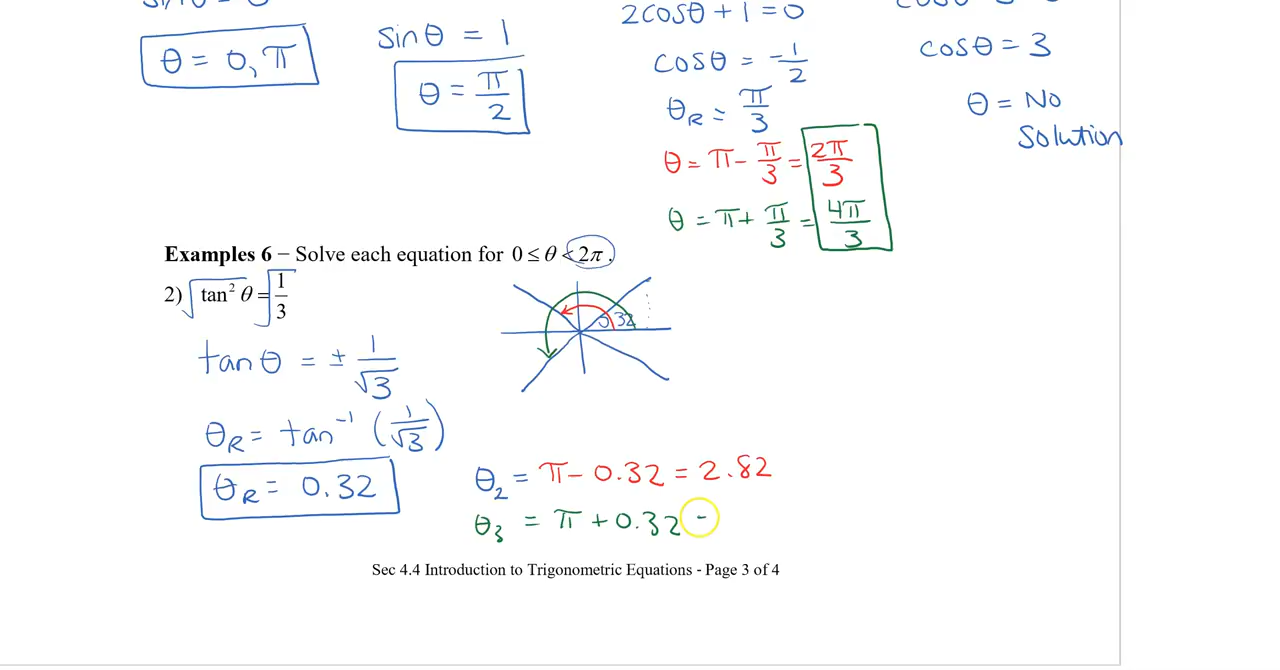 θ = 0, π
sinθ = 1
θ = π/2
2cosθ + 1 = 0
cosθ = -1/2
θR = π/3
θ = π - π/3 = 2π/3
θ = π + π/3 = 4π/3
cosθ = 3
θ = No
Solution
Examples 6 – Solve each equation for 0 ≤ θ < 2π.
2) √tan² θ = √1/3
0.32
tan θ = ± 1/√3
θR = tan⁻¹ (1/√3)
θR = 0.32
θ2 = π - 0.32 = 2.82
θ3 = π + 0.32 -
Sec 4.4 Introduction to Trigonometric Equations - Page 3 of 4